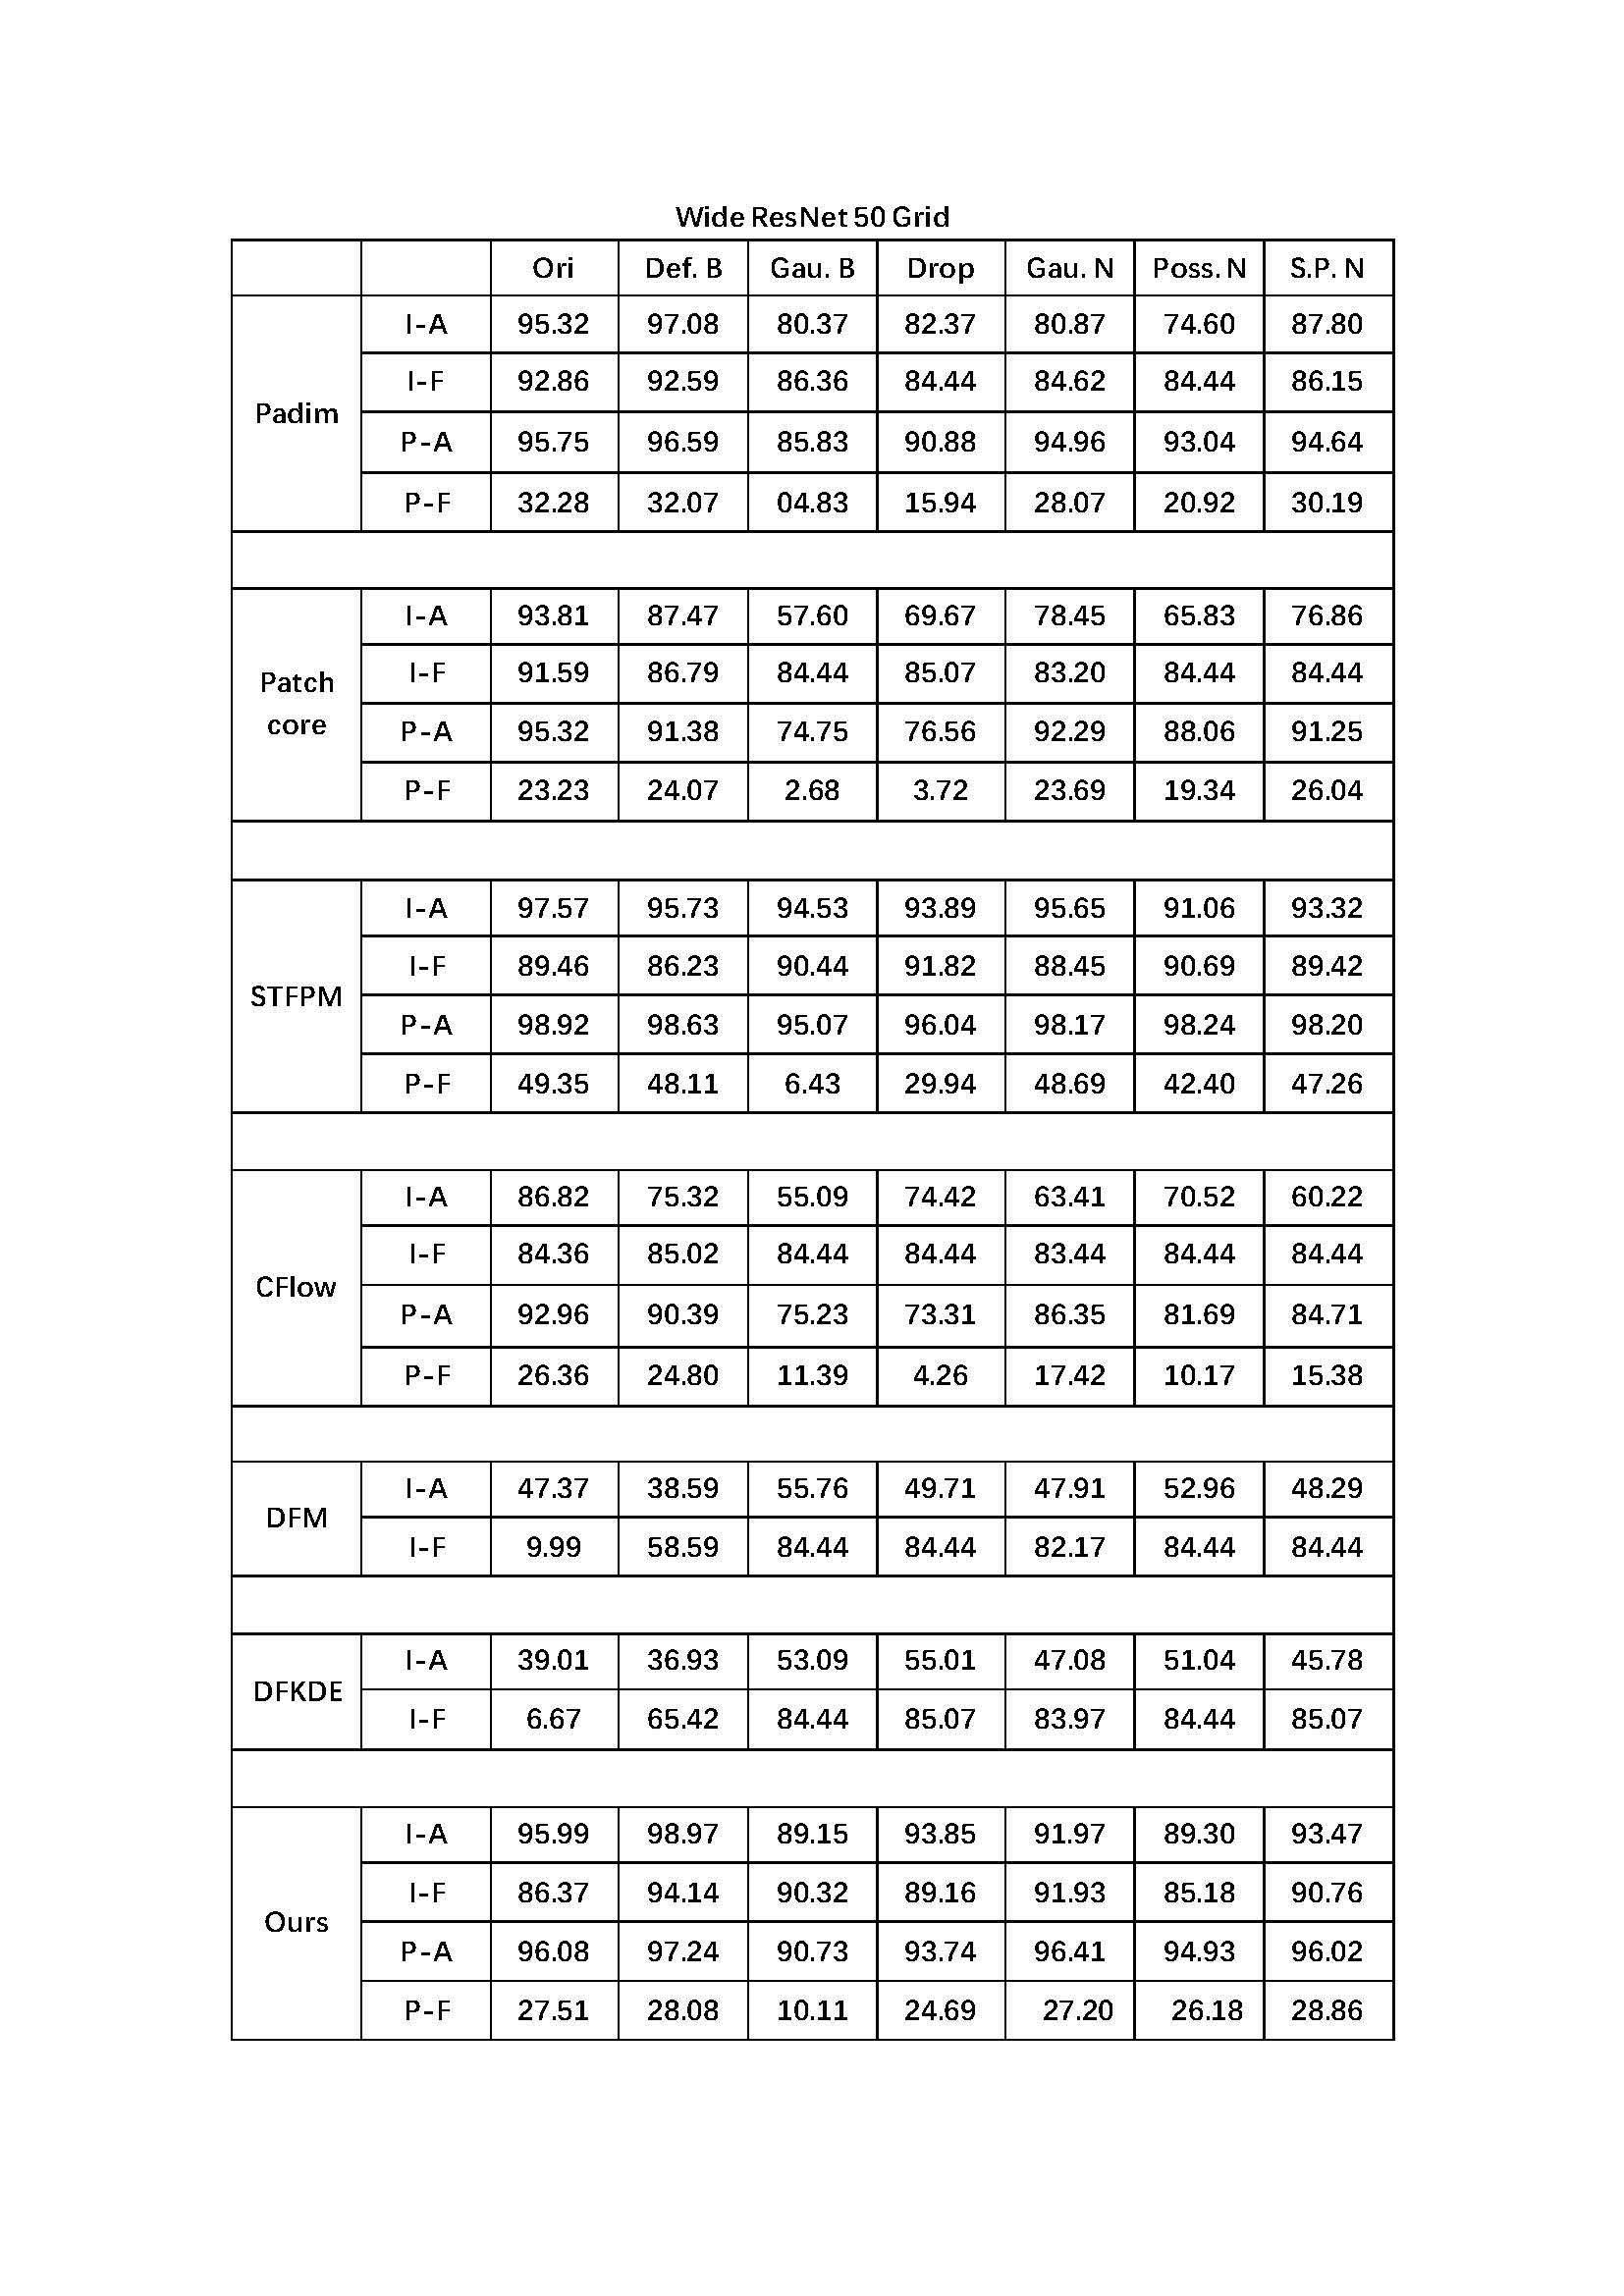 Wide ResNet 50 Grid
Ori Def. B Gau. B Drop Gau. N Poss. N S.P. N
Padim
I-A 95.32 97.08 80.37 82.37 80.87 74.60 87.80
I-F 92.86 92.59 86.36 84.44 84.62 84.44 86.15
P-A 95.75 96.59 85.83 90.88 94.96 93.04 94.64
P-F 32.28 32.07 04.83 15.94 28.07 20.92 30.19
Patch
core
I-A 93.81 87.47 57.60 69.67 78.45 65.83 76.86
I-F 91.59 86.79 84.44 85.07 83.20 84.44 84.44
P-A 95.32 91.38 74.75 76.56 92.29 88.06 91.25
P-F 23.23 24.07 2.68 3.72 23.69 19.34 26.04
STFPM
I-A 97.57 95.73 94.53 93.89 95.65 91.06 93.32
I-F 89.46 86.23 90.44 91.82 88.45 90.69 89.42
P-A 98.92 98.63 95.07 96.04 98.17 98.24 98.20
P-F 49.35 48.11 6.43 29.94 48.69 42.40 47.26
CFlow
I-A 86.82 75.32 55.09 74.42 63.41 70.52 60.22
I-F 84.36 85.02 84.44 84.44 83.44 84.44 84.44
P-A 92.96 90.39 75.23 73.31 86.35 81.69 84.71
P-F 26.36 24.80 11.39 4.26 17.42 10.17 15.38
DFM
I-A 47.37 38.59 55.76 49.71 47.91 52.96 48.29
I-F 9.99 58.59 84.44 84.44 82.17 84.44 84.44
DFKDE
I-A 39.01 36.93 53.09 55.01 47.08 51.04 45.78
I-F 6.67 65.42 84.44 85.07 83.97 84.44 85.07
Ours
I-A 95.99 98.97 89.15 93.85 91.97 89.30 93.47
I-F 86.37 94.14 90.32 89.16 91.93 85.18 90.76
P-A 96.08 97.24 90.73 93.74 96.41 94.93 96.02
P-F 27.51 28.08 10.11 24.69 27.20 26.18 28.86